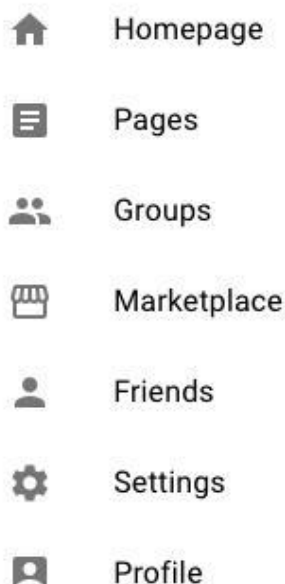 Homepage
Pages
Groups
Marketplace
Friends
Settings
Profile